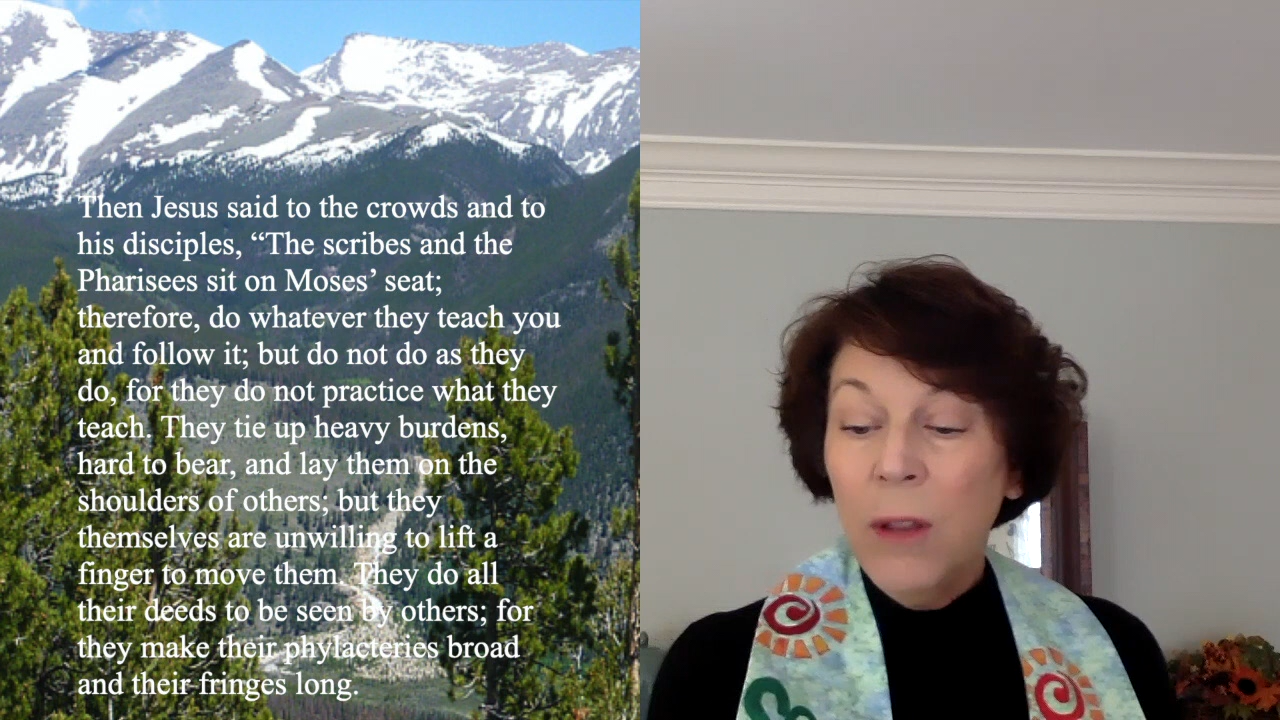 Then Jesus said to the crowds and to
his disciples, “The scribes and the
Pharisees sit on Moses’ seat;
therefore, do whatever they teach you
and follow it; but do not do as they
do, for they do not practice what they
teach. They tie up heavy burdens,
hard to bear, and lay them on the
shoulders of others; but they
themselves are unwilling to lift a
finger to move them. They do all
their deeds to be seen by others; for
they make their phylacteries broad
and their fringes long.